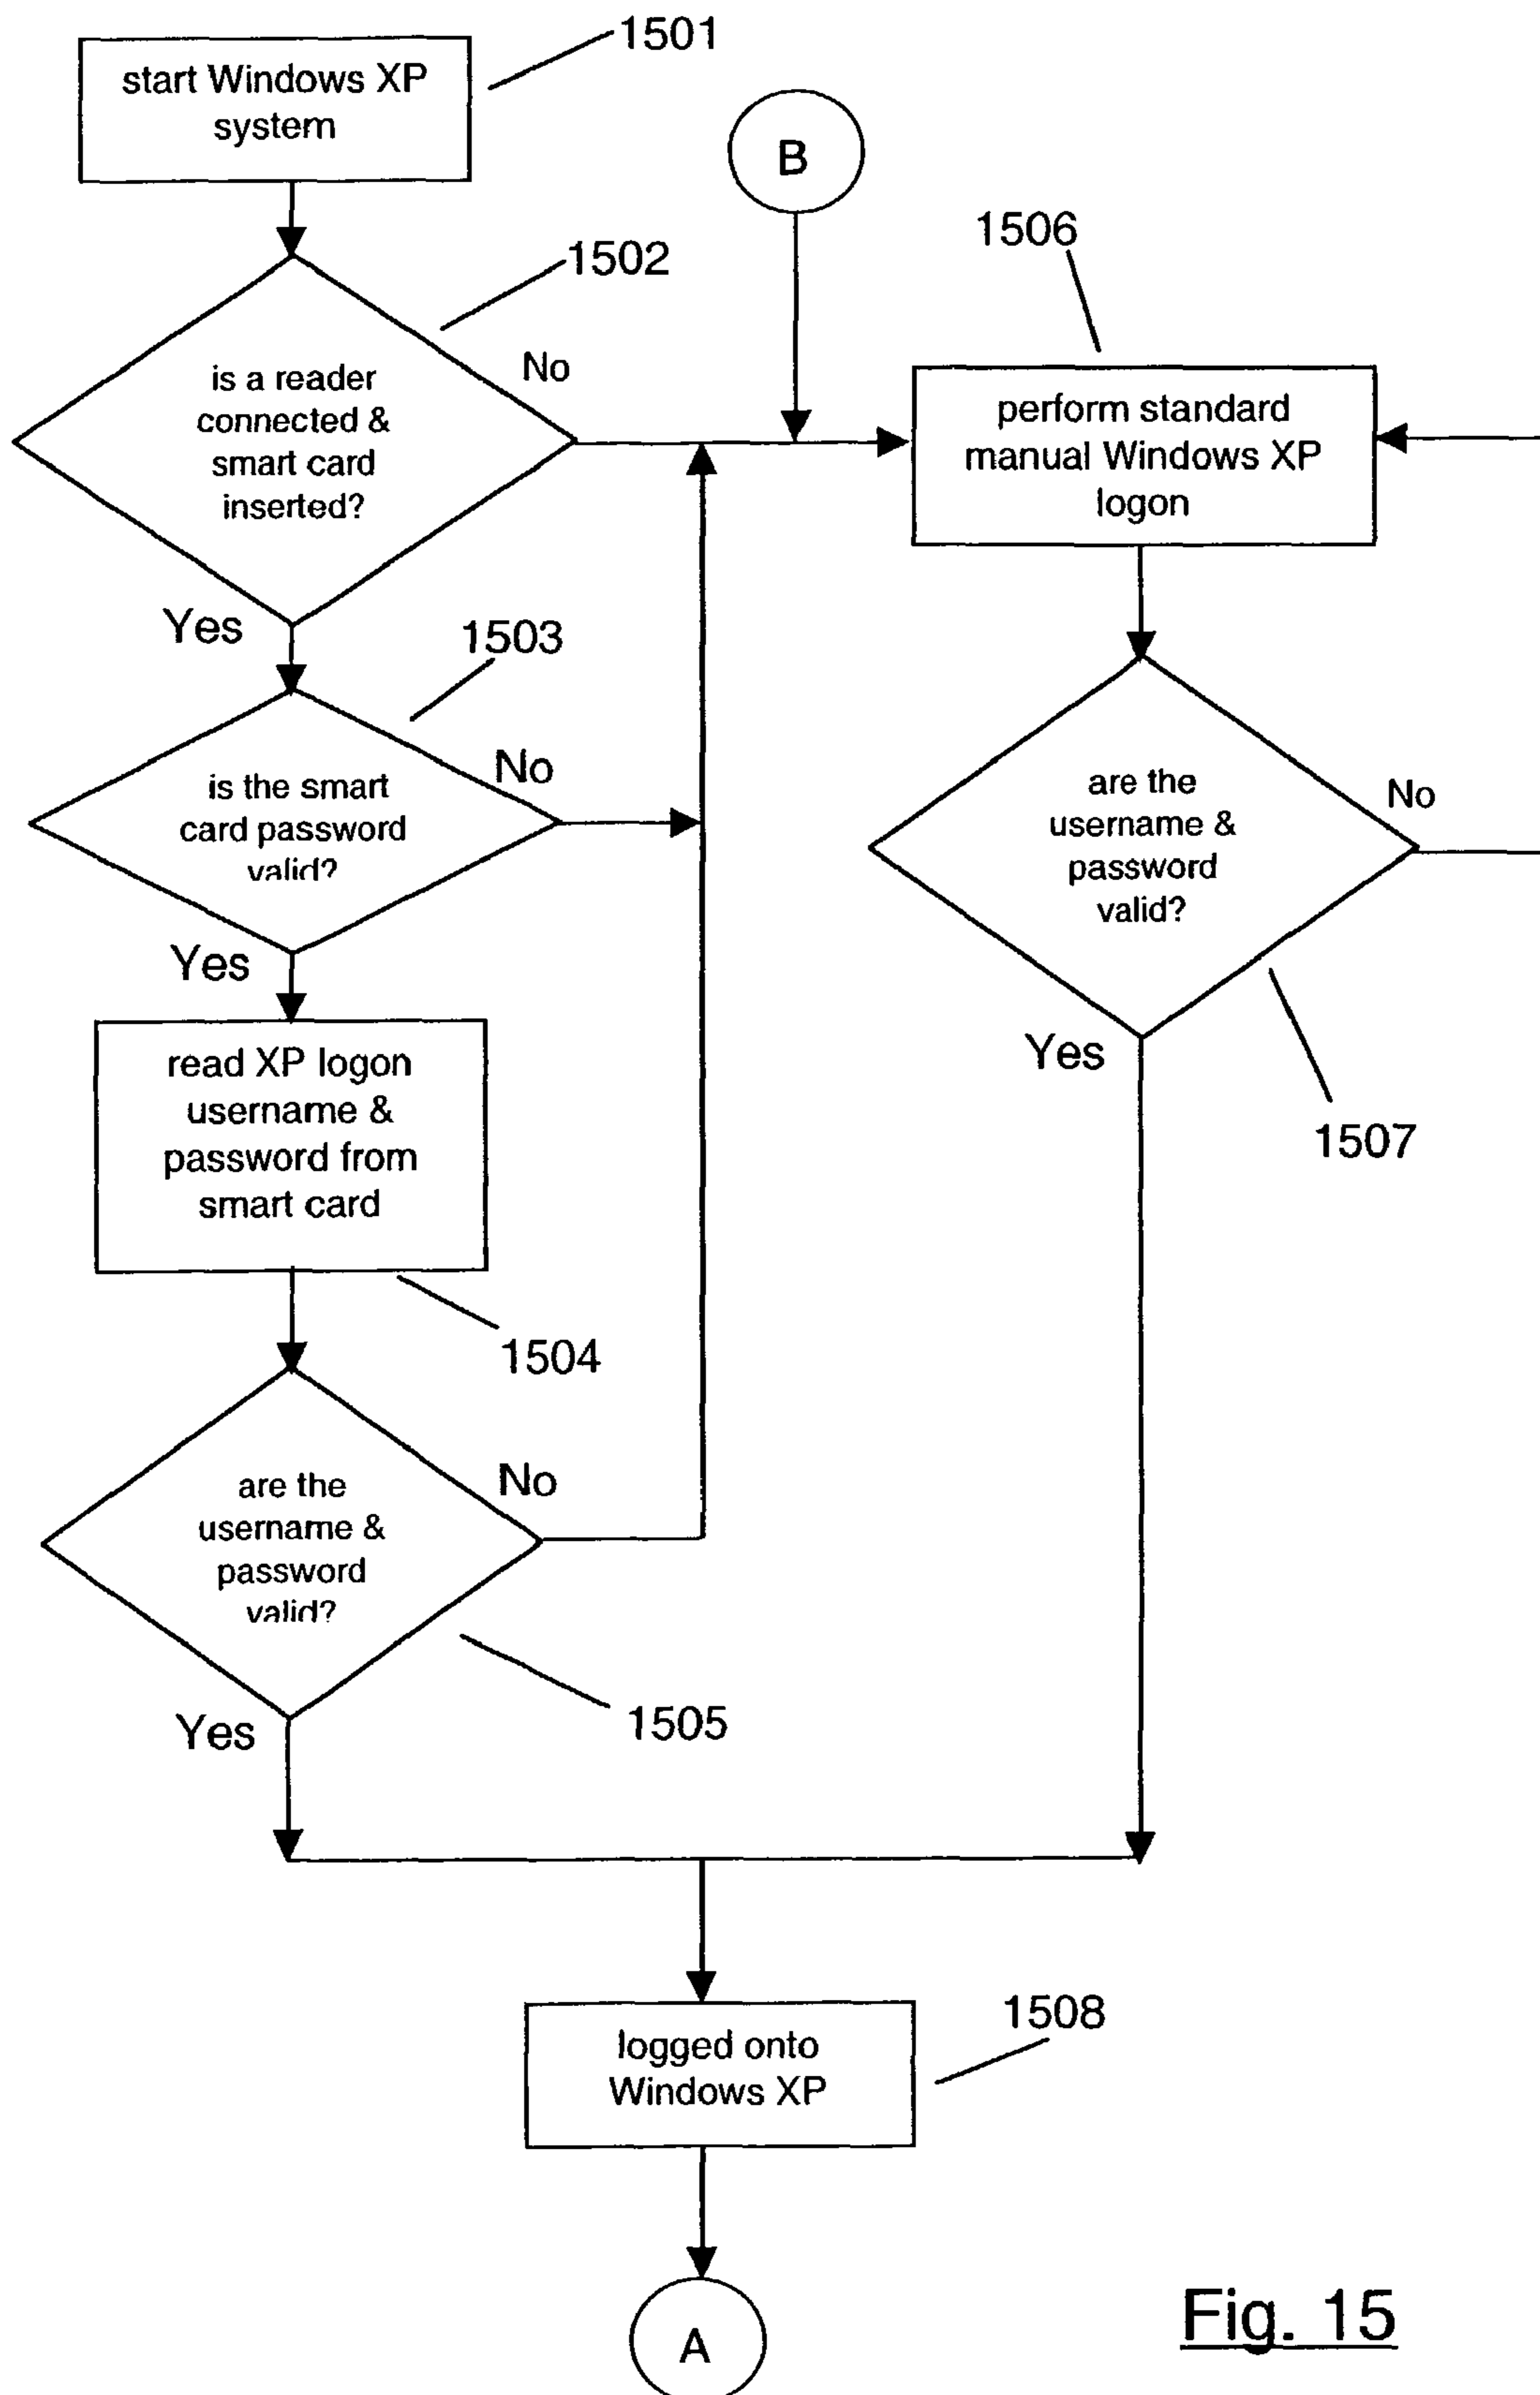 1501
start Windows XP
system
B
1506
1502
No
is a reader
connected &
smart card
inserted?
perform standard
manual Windows XP
logon
Yes
1503
No
is the smart
card password
valid?
are the
username &
password
valid?
No
Yes
read XP logon
username &
password from
smart card
Yes
1507
1504
No
are the
username &
password
valid?
Yes
1505
1508
logged onto
Windows XP
A
Fig. 15